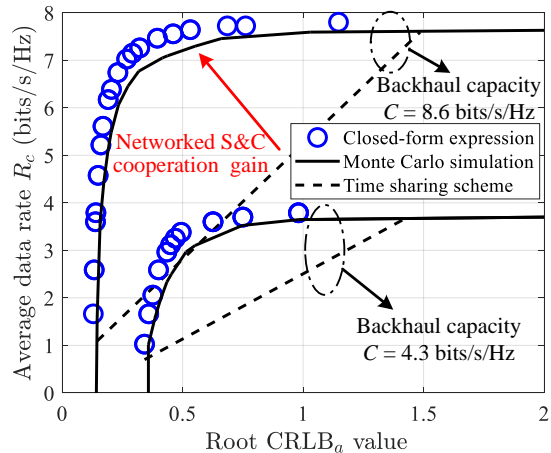 8
7
6
5
4
3
2
1
0
Average data rate R_c (bits/s/Hz)
Backhaul capacity
C = 8.6 bits/s/Hz
Networked S&C
cooperation gain
Closed-form expression
Monte Carlo simulation
Time sharing scheme
Backhaul capacity
C = 4.3 bits/s/Hz
0 0.5 1 1.5 2
Root CRLB_a value